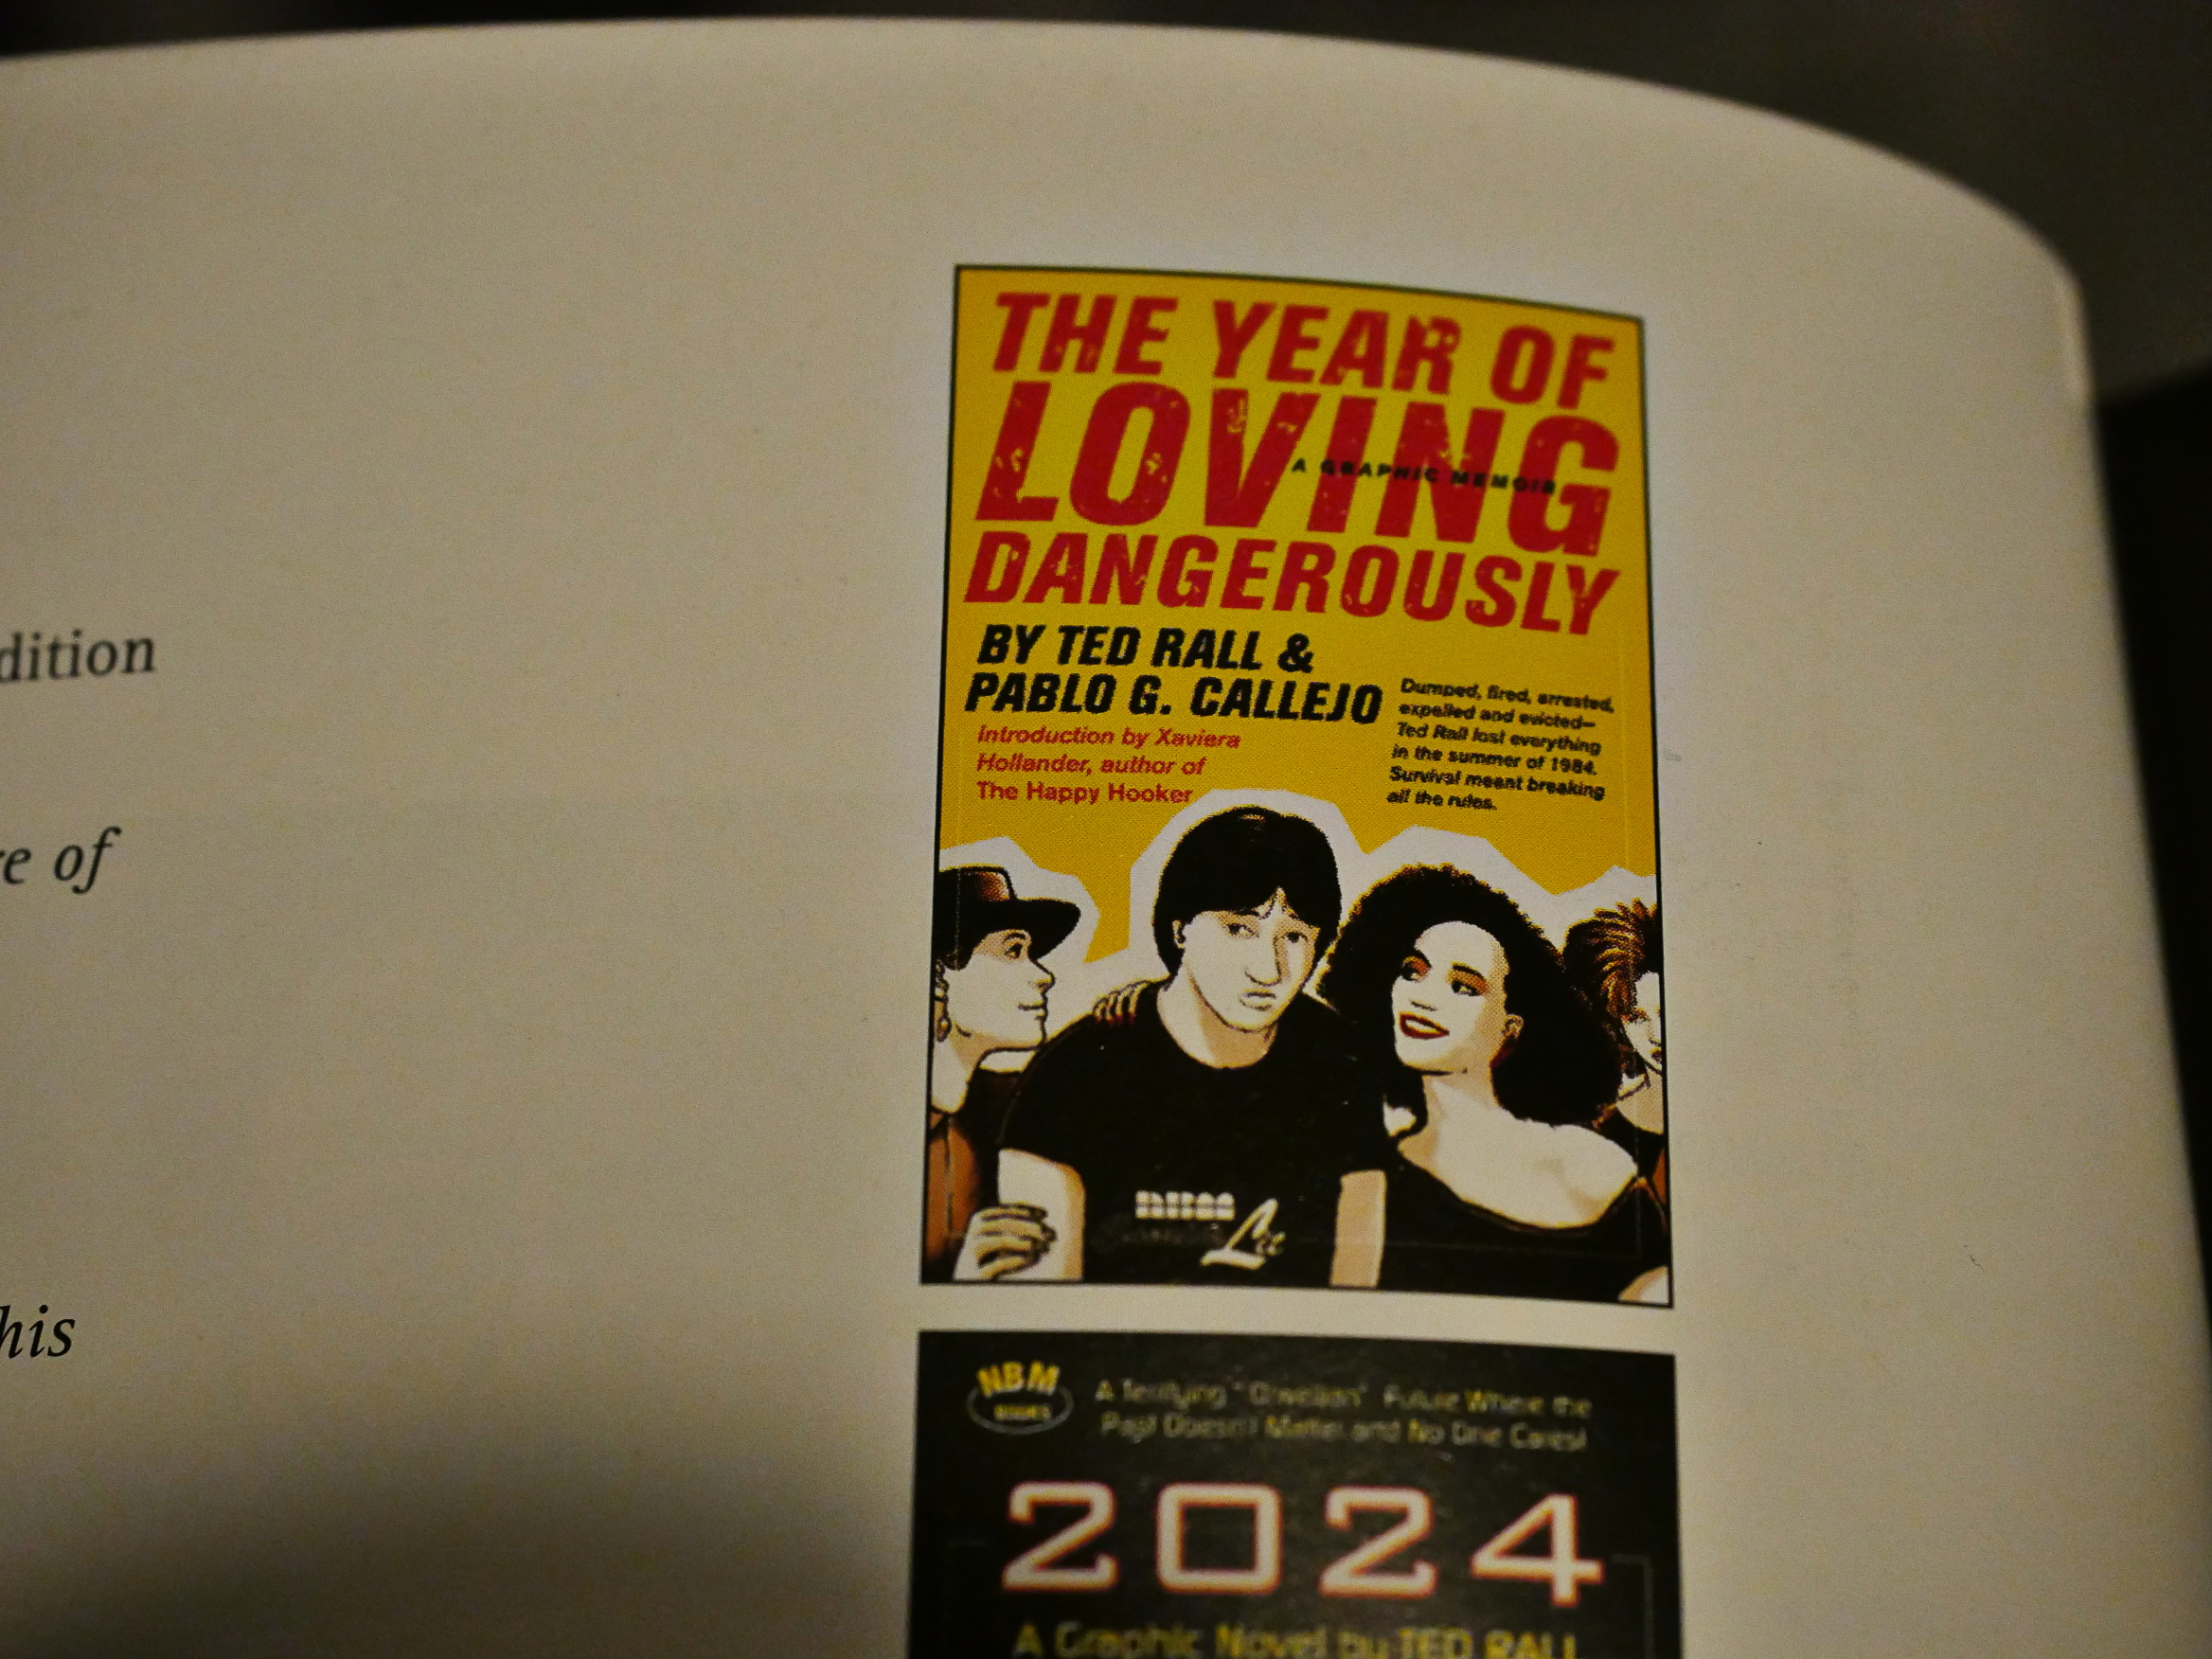 dition
re of
his
THE YEAR OF
LOVING
A GRAPHIC MEMOIR
DANGEROUSLY
BY TED RALL &
PABLO G. CALLEJO
Introduction by Xaviera
Hollander, author of
The Happy Hooker
Dumped, fired, arrested,
expelled and evicted—
Ted Rall lost everything
in the summer of 1984.
Survival meant breaking
all the rules.
NBM
BOOKS
A Terrifying "Orwellian" Future Where the
Past Doesn't Matter and No One Cares!
2024
A Graphic Novel by TED RALL